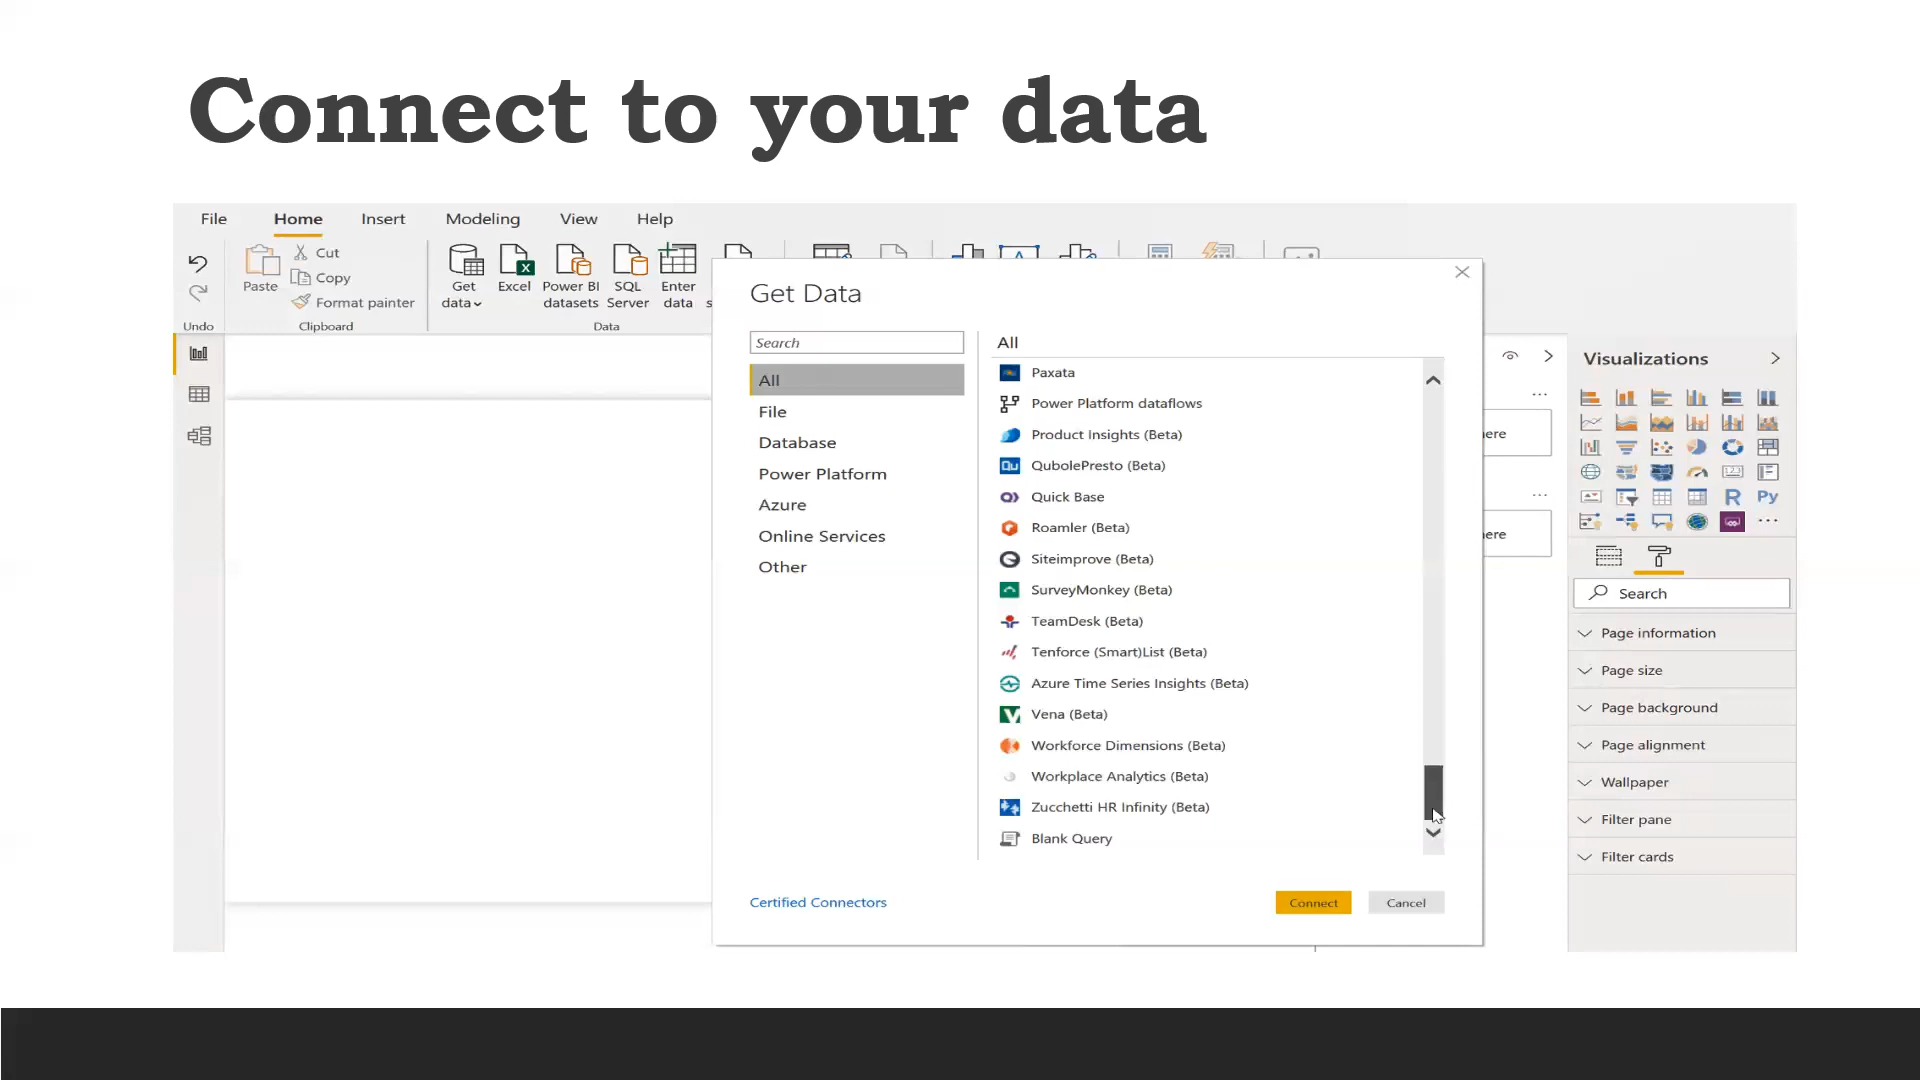 Connect to your data
File Home Insert Modeling View Help
Cut
Copy
Format painter
Paste
Get data
Excel
Power BI datasets
SQL Server
Enter data
Undo
Clipboard
Data
Get Data
Search
All
File
Database
Power Platform
Azure
Online Services
Other
All
Paxata
Power Platform dataflows
Product Insights (Beta)
Qu QubolePresto (Beta)
Quick Base
Roamler (Beta)
Siteimprove (Beta)
SurveyMonkey (Beta)
TeamDesk (Beta)
Tenforce (Smart)List (Beta)
Azure Time Series Insights (Beta)
Vena (Beta)
Workforce Dimensions (Beta)
Workplace Analytics (Beta)
Zucchetti HR Infinity (Beta)
Blank Query
Certified Connectors
Connect
Cancel
Visualizations
123
R Py
Search
Page information
Page size
Page background
Page alignment
Wallpaper
Filter pane
Filter cards